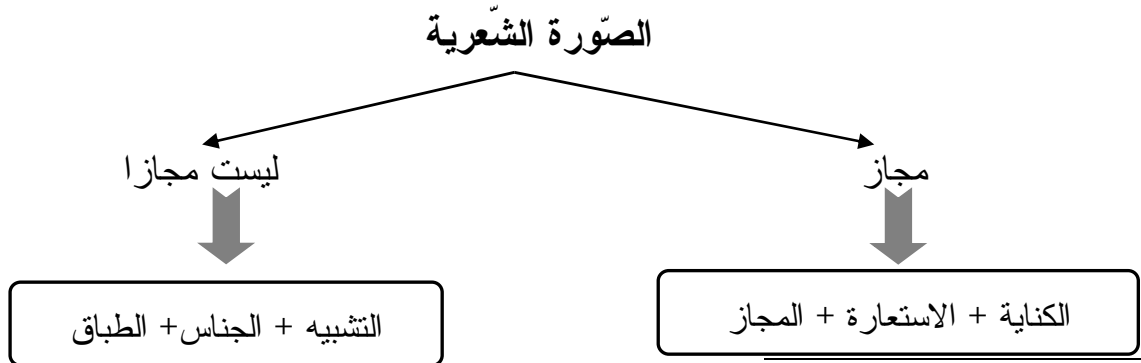 الصّورة الشّعرية
مجاز
ليست مجازا
الكناية + الاستعارة + المجاز
التشبيه + الجناس+ الطباق